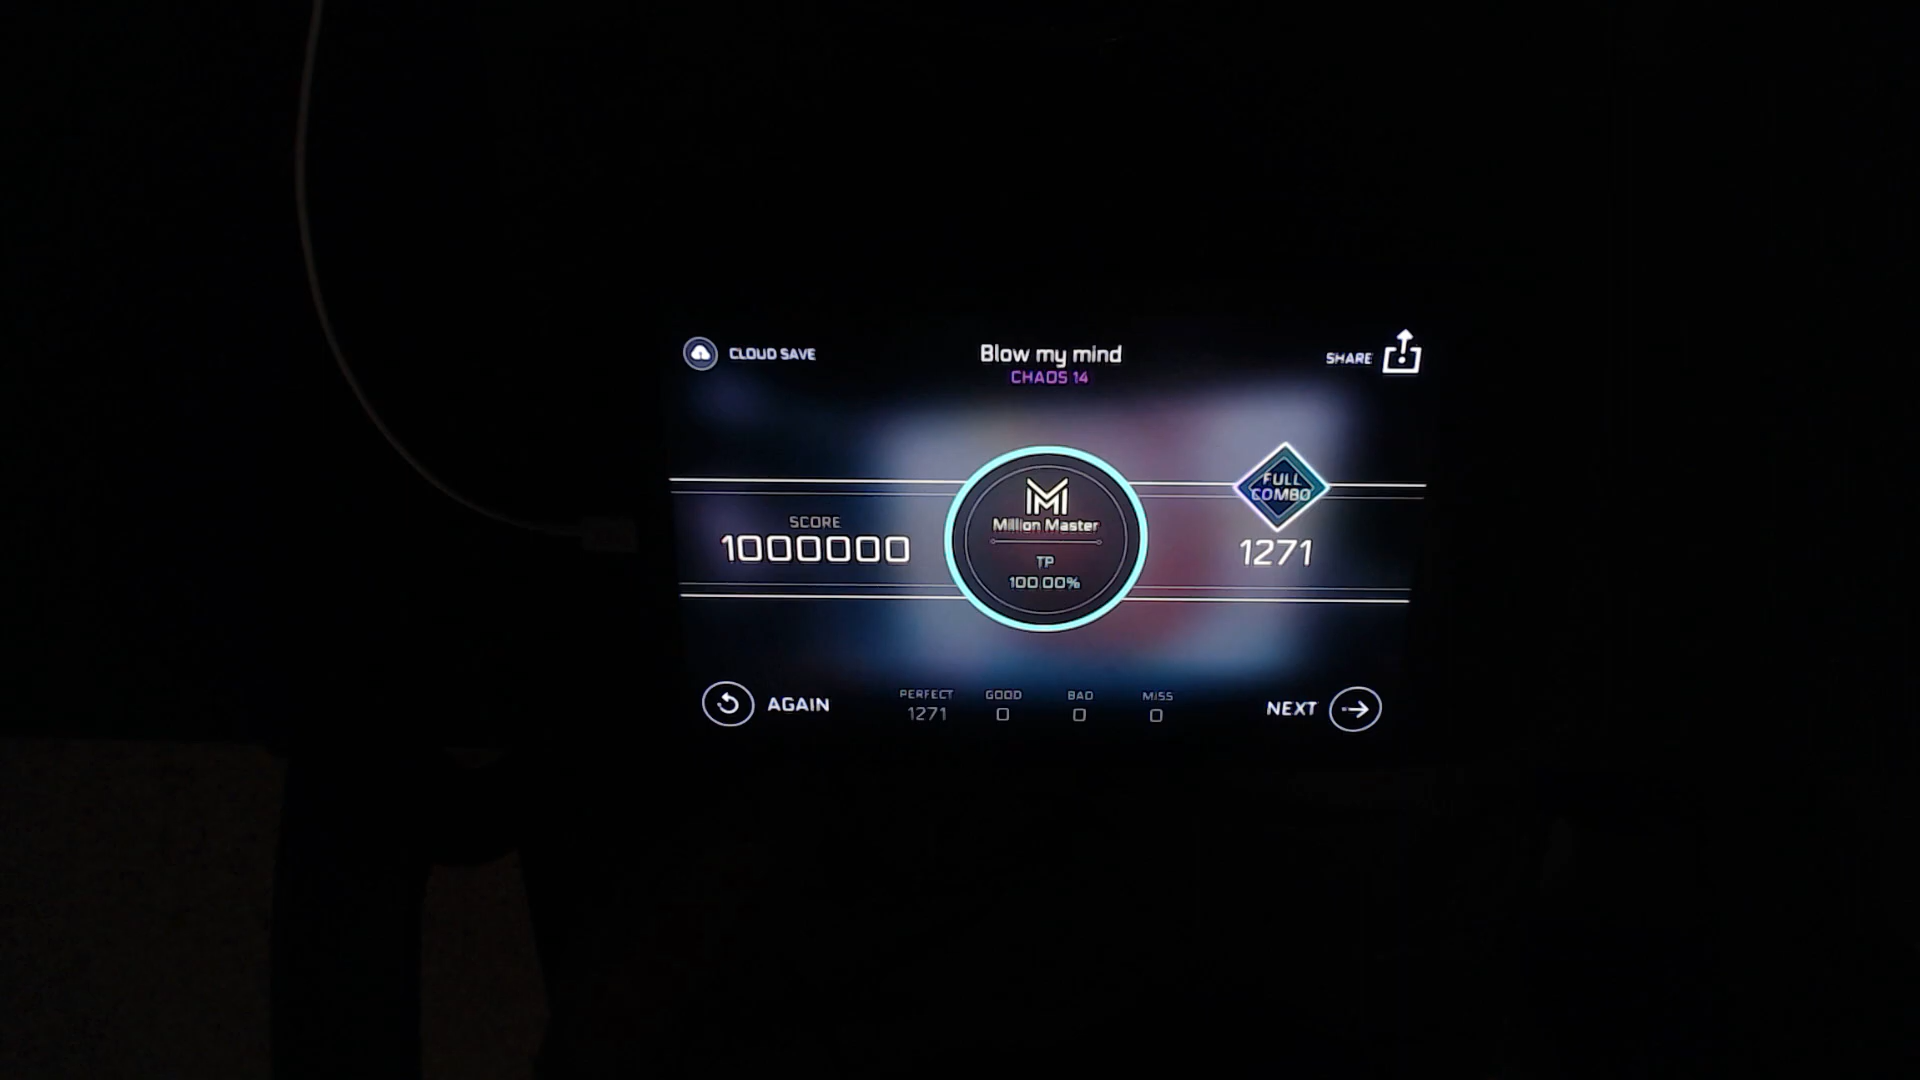 CLOUD SAVE
Blow my mind
CHAOS 14
SHARE
SCORE
1000000
Million Master
TP
100.00%
FULL
COMBO
1271
AGAIN
PERFECT
1271
GOOD
0
BAD
0
MISS
0
NEXT